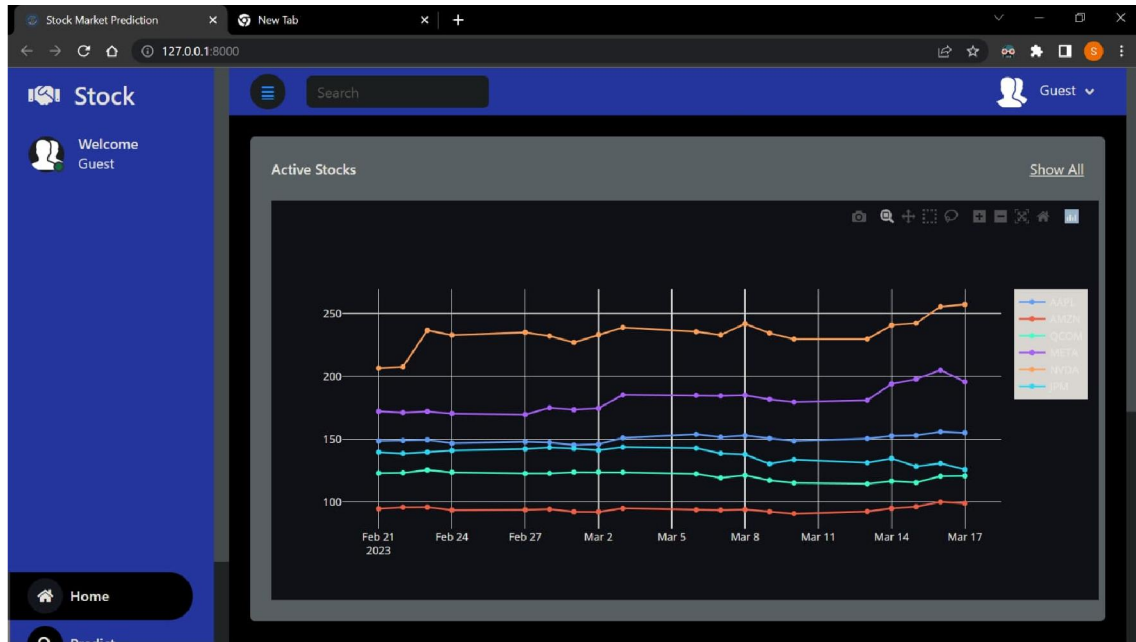 Stock Market Prediction
New Tab
127.0.0.1:8000
S
Stock
Search
Guest
Welcome
Guest
Active Stocks
Show All
250
200
150
100
AAPL
AMZN
QCOM
META
NVDA
JPM
Feb 21
2023
Feb 24
Feb 27
Mar 2
Mar 5
Mar 8
Mar 11
Mar 14
Mar 17
Home
Predict